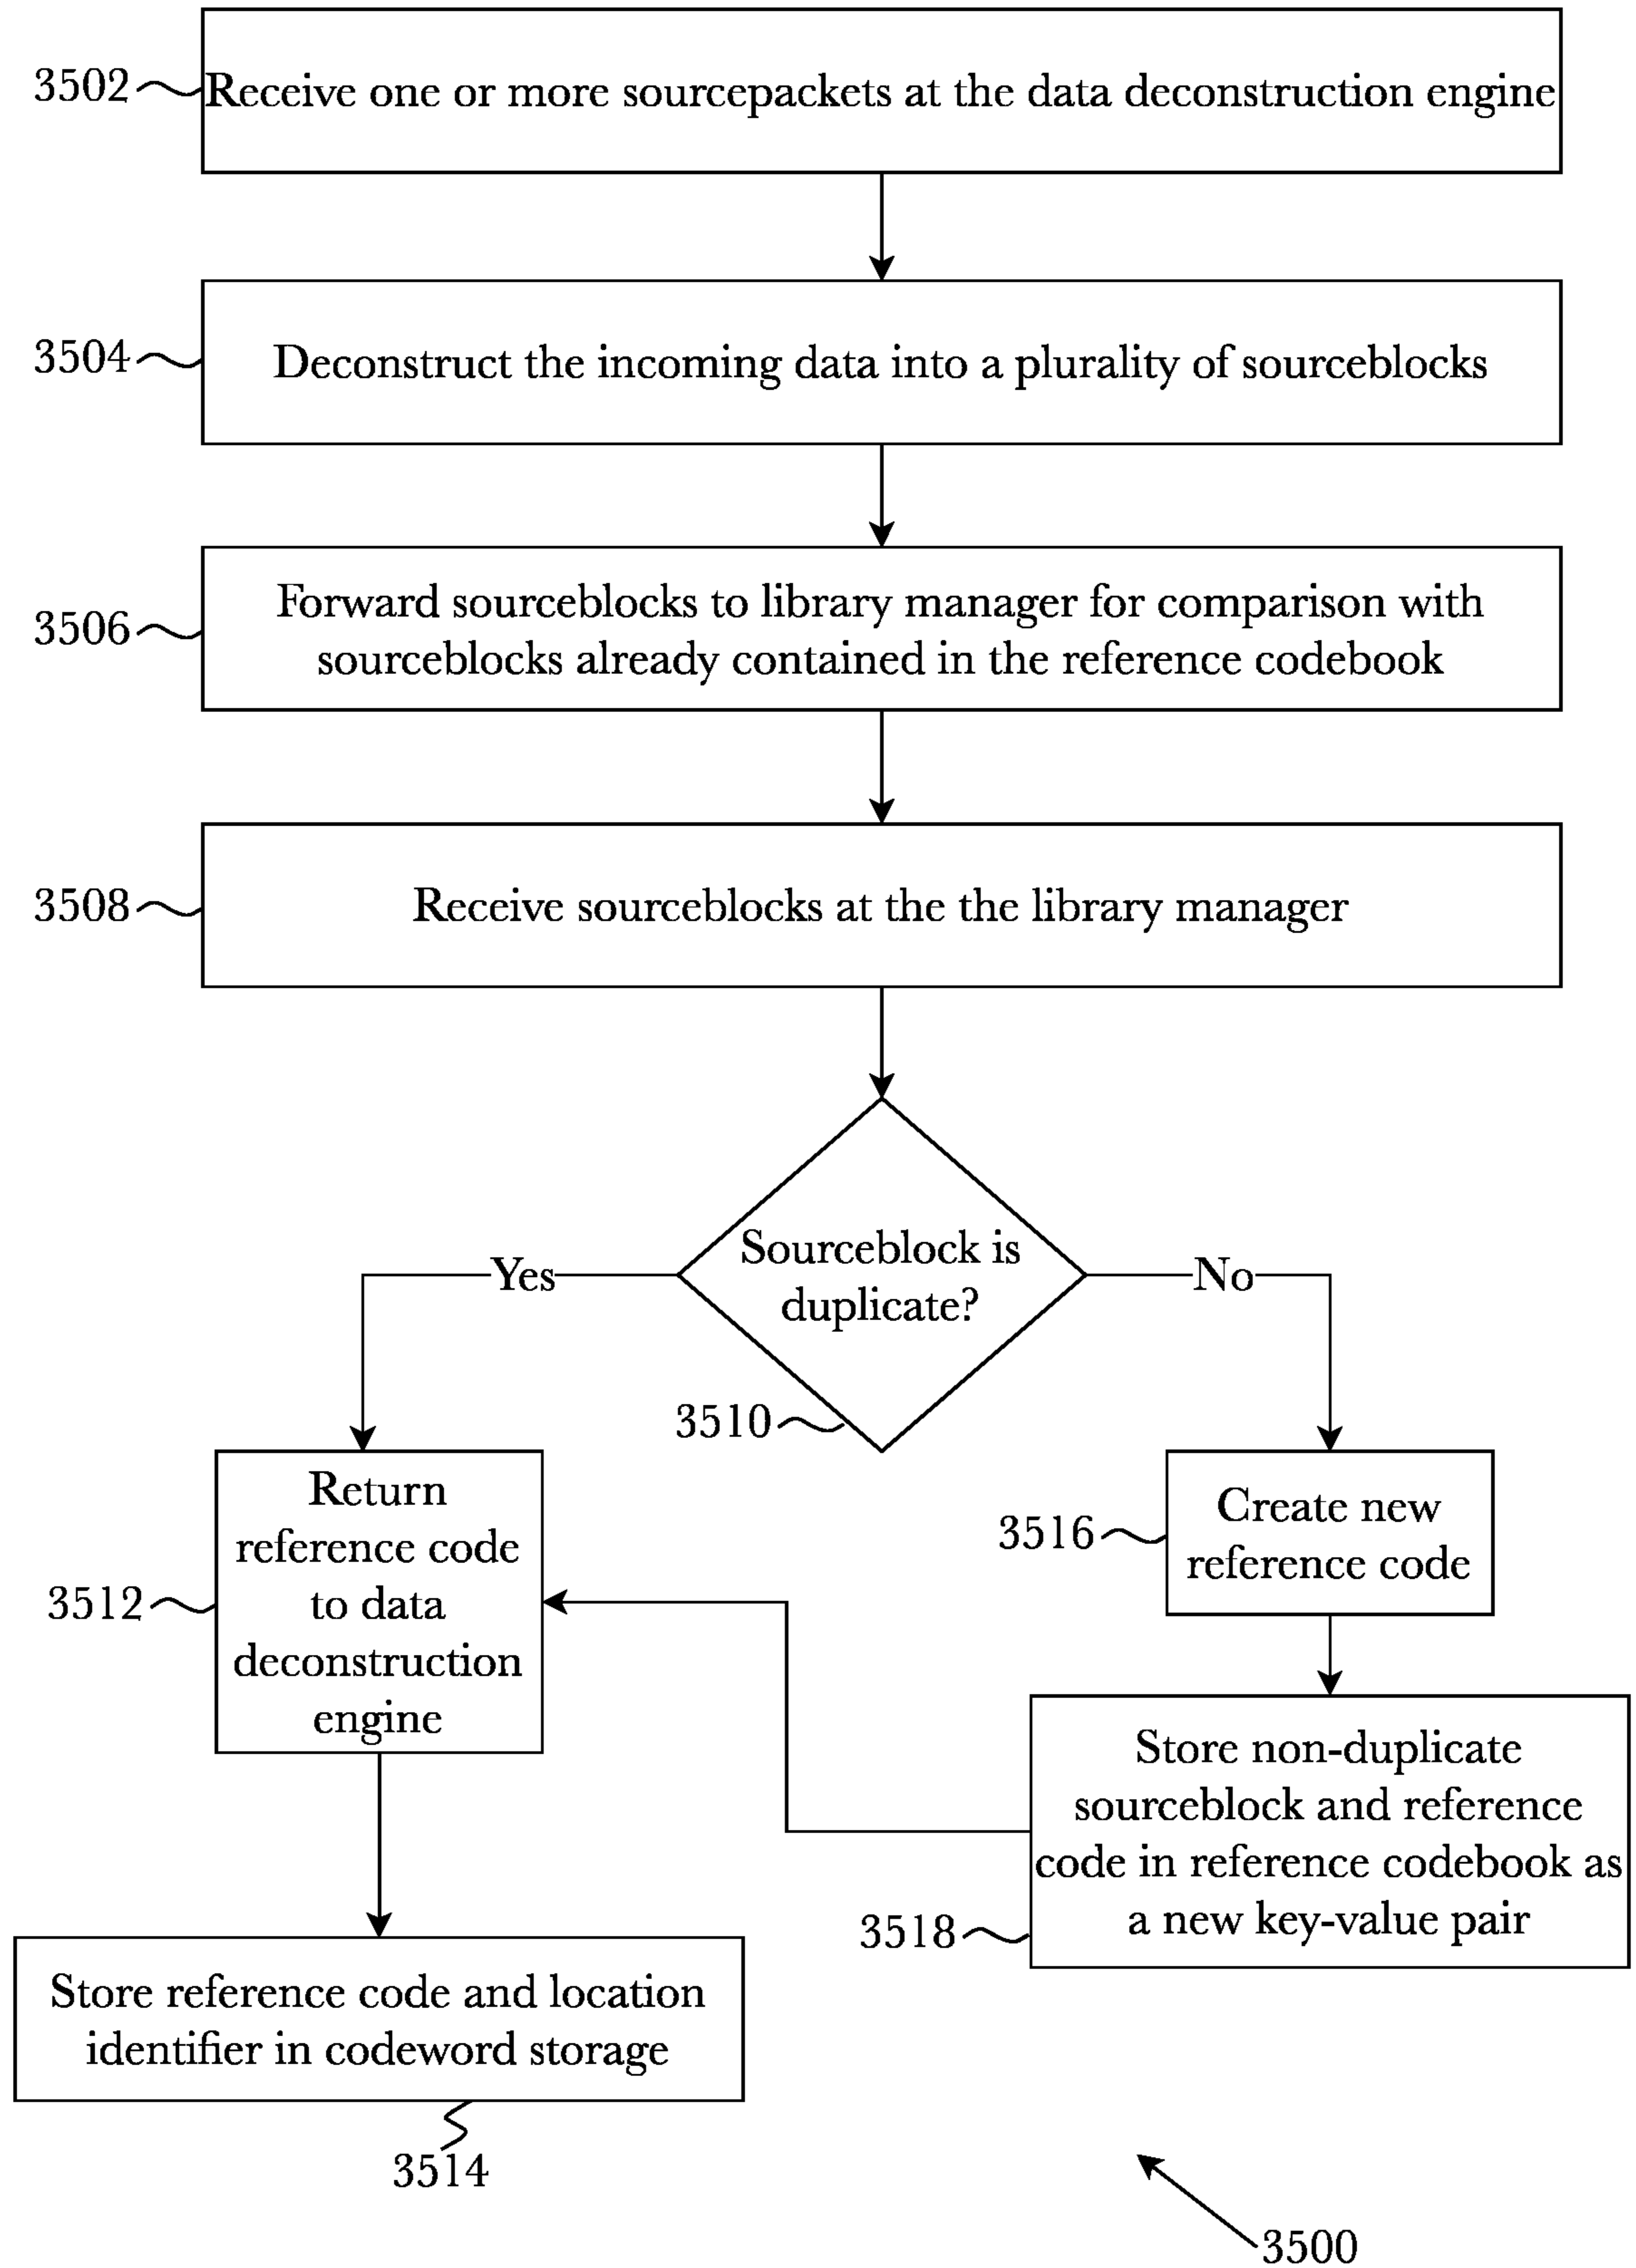 3502
Receive one or more sourcepackets at the data deconstruction engine
3504
Deconstruct the incoming data into a plurality of sourceblocks
3506
Forward sourceblocks to library manager for comparison with
sourceblocks already contained in the reference codebook
3508
Receive sourceblocks at the the library manager
Sourceblock is
duplicate?
Yes
No
3510
Return
reference code
to data
deconstruction
engine
3512
Create new
reference code
3516
Store non-duplicate
sourceblock and reference
code in reference codebook as
a new key-value pair
3518
Store reference code and location
identifier in codeword storage
3514
3500